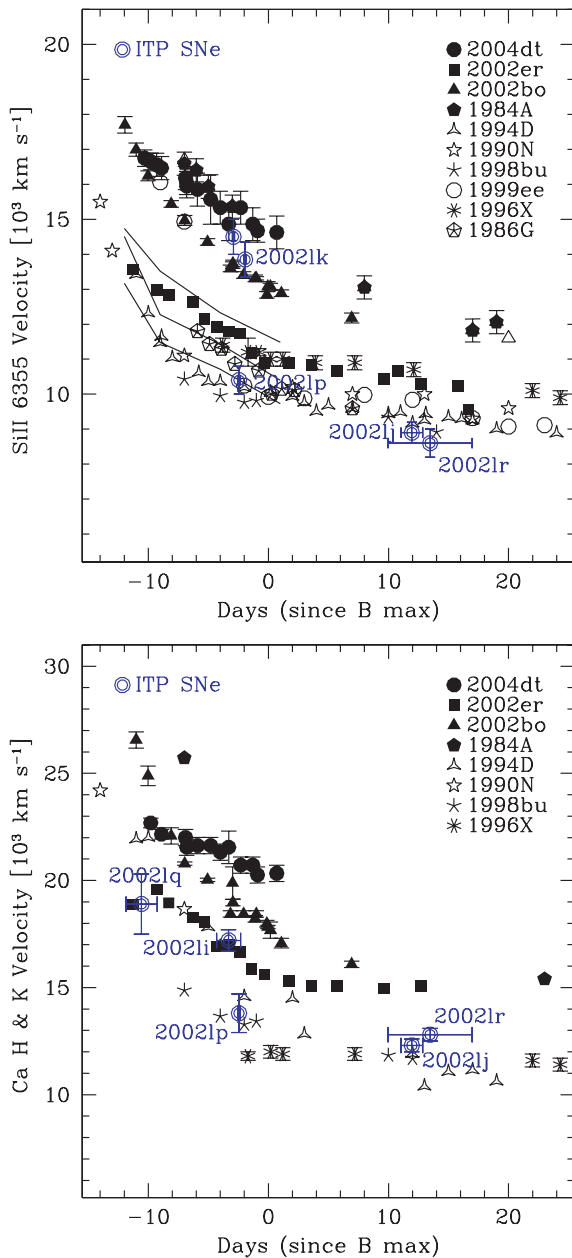 ITP SNe
2004dt
2002er
2002bo
1984A
1994D
1990N
1998bu
1999ee
1996X
1986G
2002lk
2002lp
2002lj
2002lr
20
15
10
SiII 6355 Velocity [10³ km s⁻¹]
-10 0 10 20
Days (since B max)
ITP SNe
2004dt
2002er
2002bo
1984A
1994D
1990N
1998bu
1996X
2002lq
2002li
2002lp
2002lr
2002lj
30
25
20
15
10
Ca H & K Velocity [10³ km s⁻¹]
-10 0 10 20
Days (since B max)